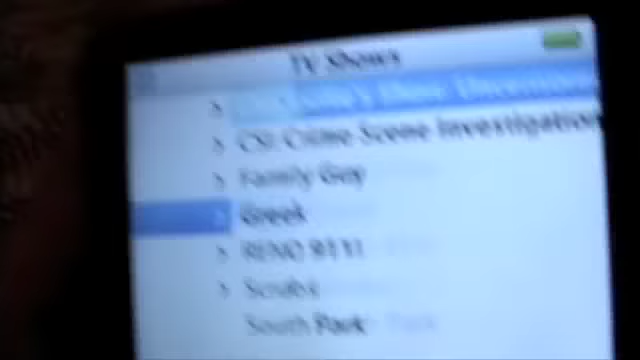 TV Shows
CSI: Crime Scene Investigation
Family Guy
Greek
RENO 911!
Scrubs
South Park